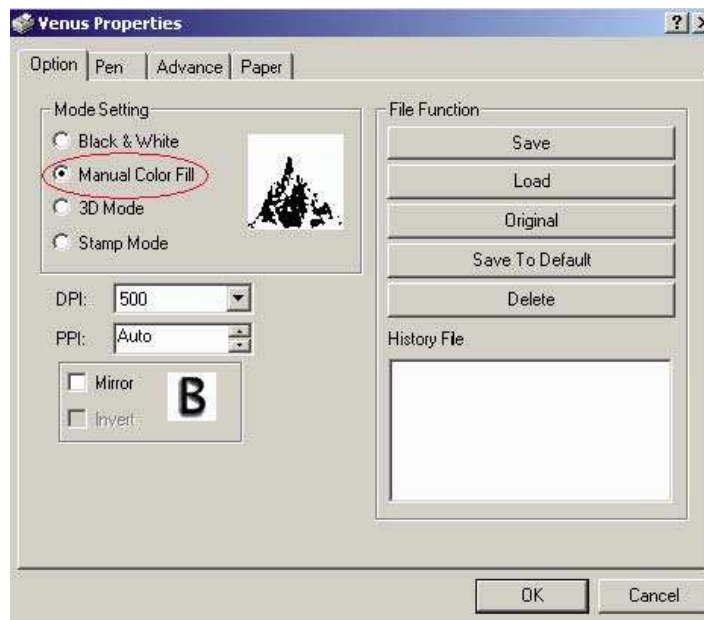 Venus Properties
Option Pen Advance Paper
Mode Setting
Black & White
Manual Color Fill
3D Mode
Stamp Mode
DPI: 500
PPI: Auto
Mirror
Invert
B
File Function
Save
Load
Original
Save To Default
Delete
History File
OK Cancel